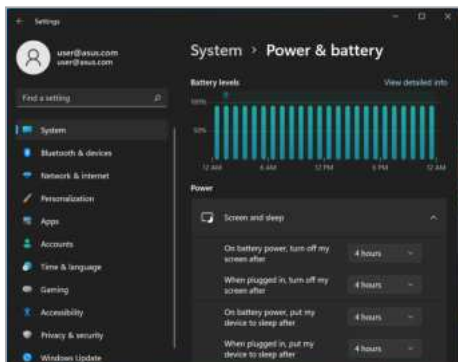 Settings
user@asus.com
user@asus.com
Find a setting
System
Bluetooth & devices
Network & internet
Personalization
Apps
Accounts
Time & language
Gaming
Accessibility
Privacy & security
Windows Update
System > Power & battery
Battery levels
View detailed info
100%
50%
12 AM
6 AM
12 PM
6 PM
12 AM
Power
Screen and sleep
On battery power, turn off my
screen after
4 hours
When plugged in, turn off my
screen after
4 hours
On battery power, put my
device to sleep after
4 hours
When plugged in, put my
device to sleep after
4 hours